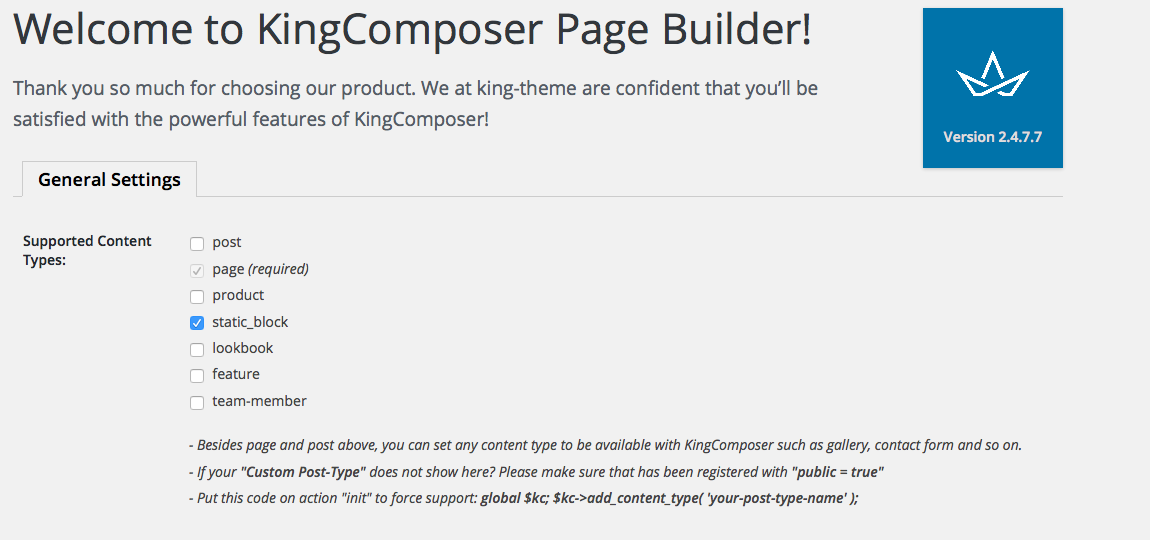 Welcome to KingComposer Page Builder!
Thank you so much for choosing our product. We at king-theme are confident that you'll be
satisfied with the powerful features of KingComposer!
Version 2.4.7.7
General Settings
Supported Content
Types:
post
page (required)
product
static_block
lookbook
feature
team-member
- Besides page and post above, you can set any content type to be available with KingComposer such as gallery, contact form and so on.
- If your "Custom Post-Type" does not show here? Please make sure that has been registered with "public = true"
- Put this code on action "init" to force support: global $kc; $kc->add_content_type( 'your-post-type-name' );